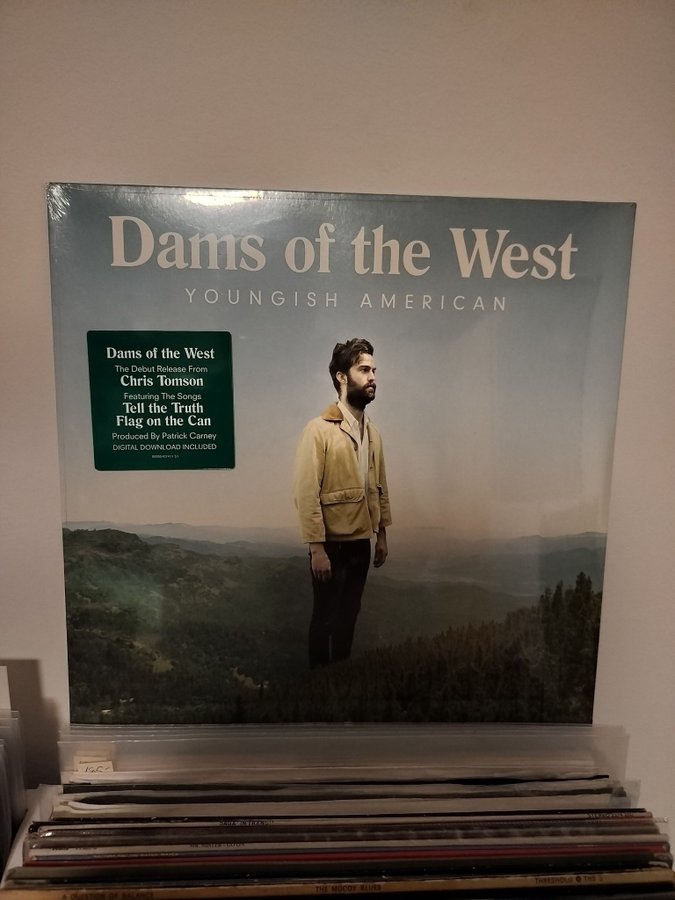 Dams of the West
YOUNGISH AMERICAN
Dams of the West
The Debut Release From
Chris Tomson
Featuring The Songs
Tell the Truth
Flag on the Can
Produced By Patrick Carney
DIGITAL DOWNLOAD INCLUDED
A QUESTION OF BALANCE
THE MOODY BLUES
THRESHOLD